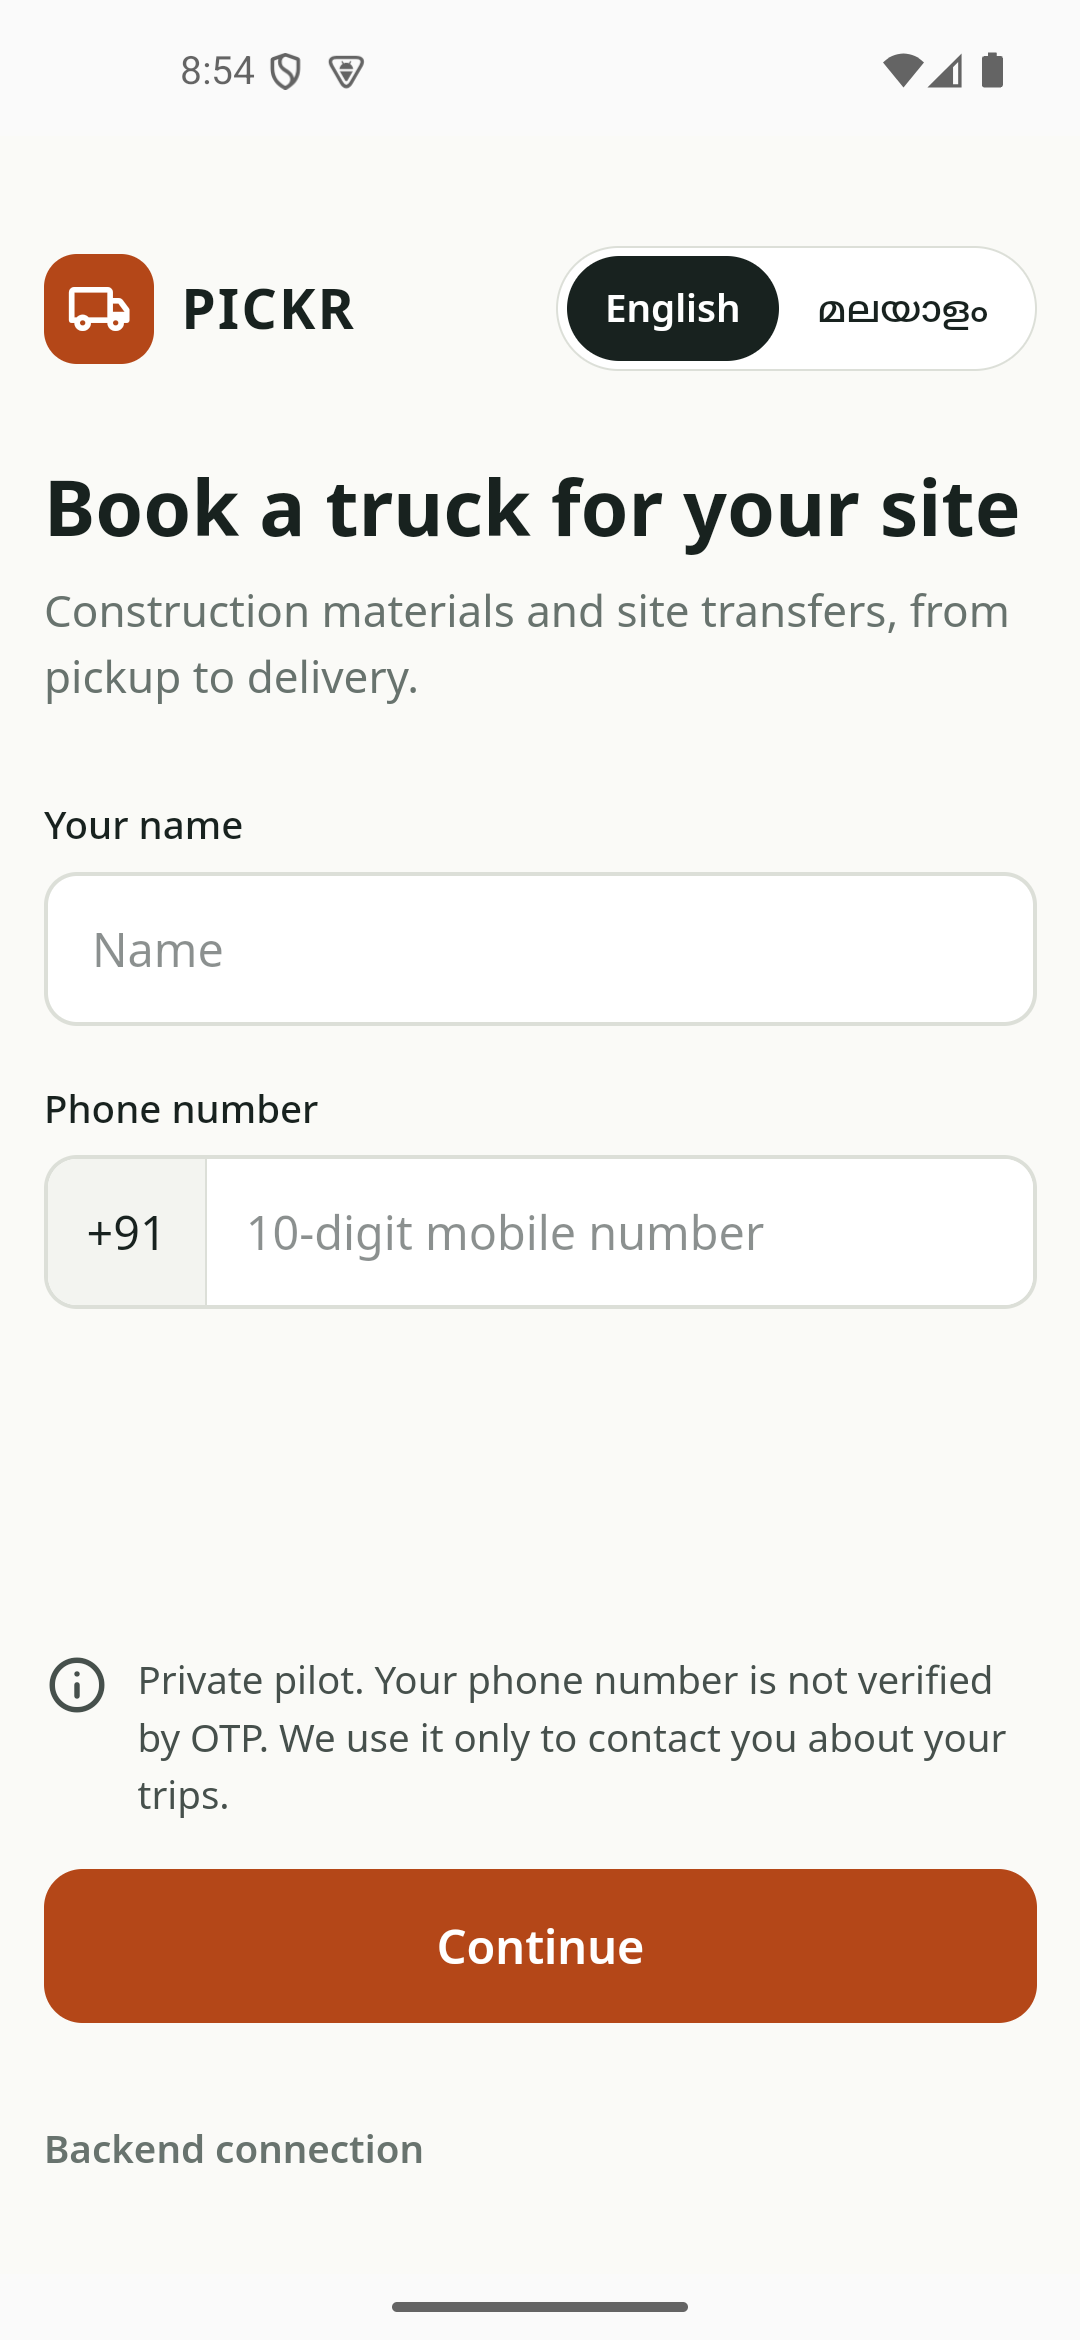 8:54
PICKR
English
മലയാളം
Book a truck for your site
Construction materials and site transfers, from
pickup to delivery.
Your name
Name
Phone number
+91
10-digit mobile number
Private pilot. Your phone number is not verified
by OTP. We use it only to contact you about your
trips.
Continue
Backend connection